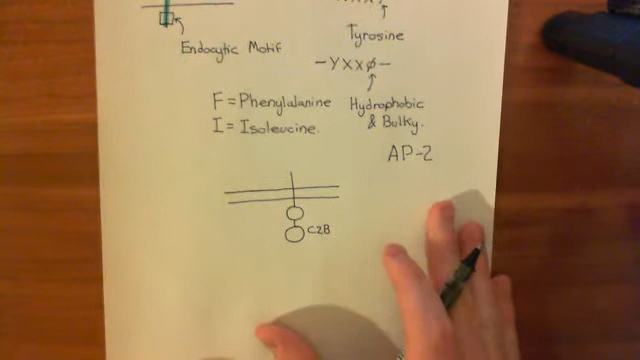 Endocytic Motif
Tyrosine
-YXXφ-
F = Phenylalanine
I = Isoleucine.
Hydrophobic
& Bulky.
AP-2
C2B